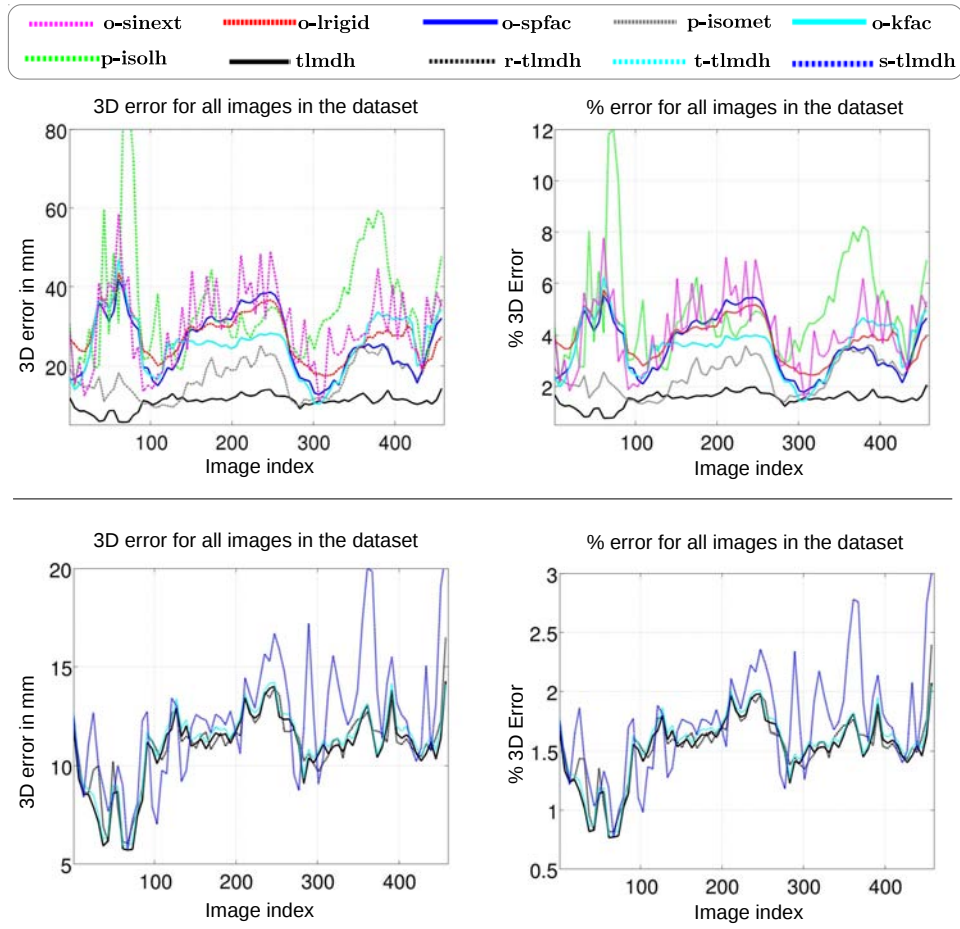 o-sinext o-lrigid o-spfac p-isomet o-kfac
p-isolh tlmdh r-tlmdh t-tlmdh s-tlmdh
3D error for all images in the dataset
80
60
40
20
100 200 300 400
3D error in mm
Image index
% error for all images in the dataset
12
10
8
6
4
2
100 200 300 400
% 3D Error
Image index
3D error for all images in the dataset
20
15
10
5
100 200 300 400
3D error in mm
Image index
% error for all images in the dataset
3
2.5
2
1.5
1
0.5
100 200 300 400
% 3D Error
Image index